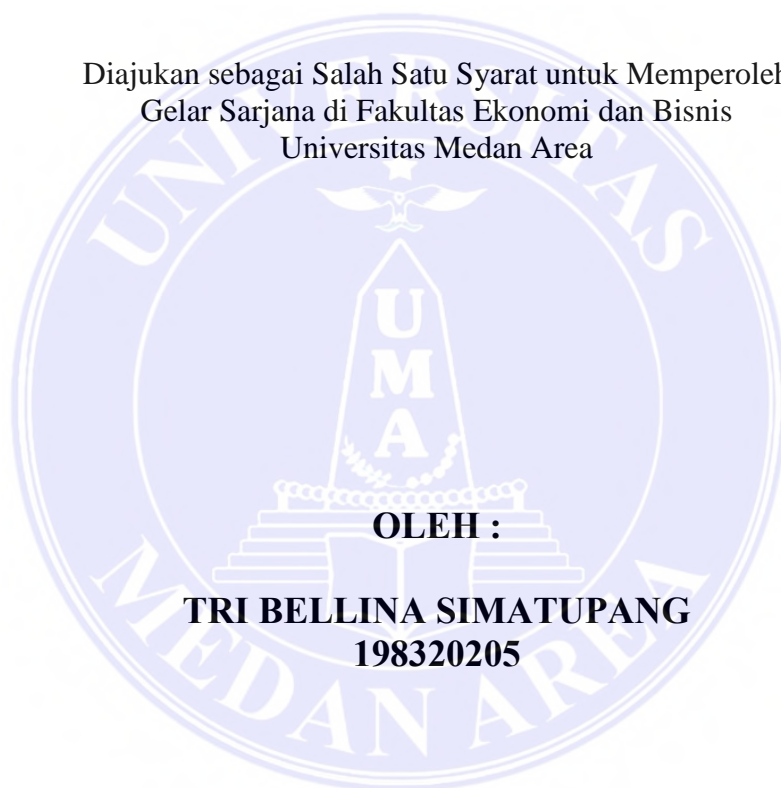 Diajukan sebagai Salah Satu Syarat untuk Memperoleh
Gelar Sarjana di Fakultas Ekonomi dan Bisnis
Universitas Medan Area
UNIVERSITAS
U
M
A
OLEH :
TRI BELLINA SIMATUPANG
198320205
MEDAN AREA